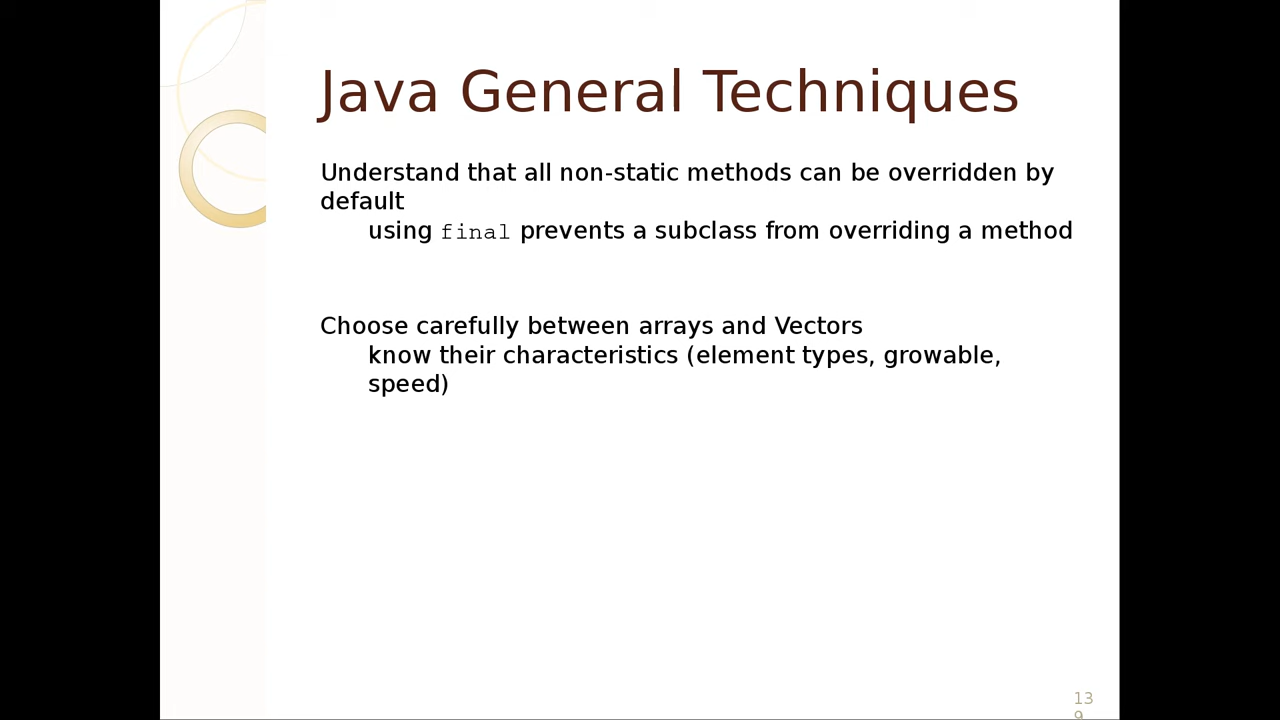 Java General Techniques
Understand that all non-static methods can be overridden by
default
using final prevents a subclass from overriding a method
Choose carefully between arrays and Vectors
know their characteristics (element types, growable,
speed)
13
9